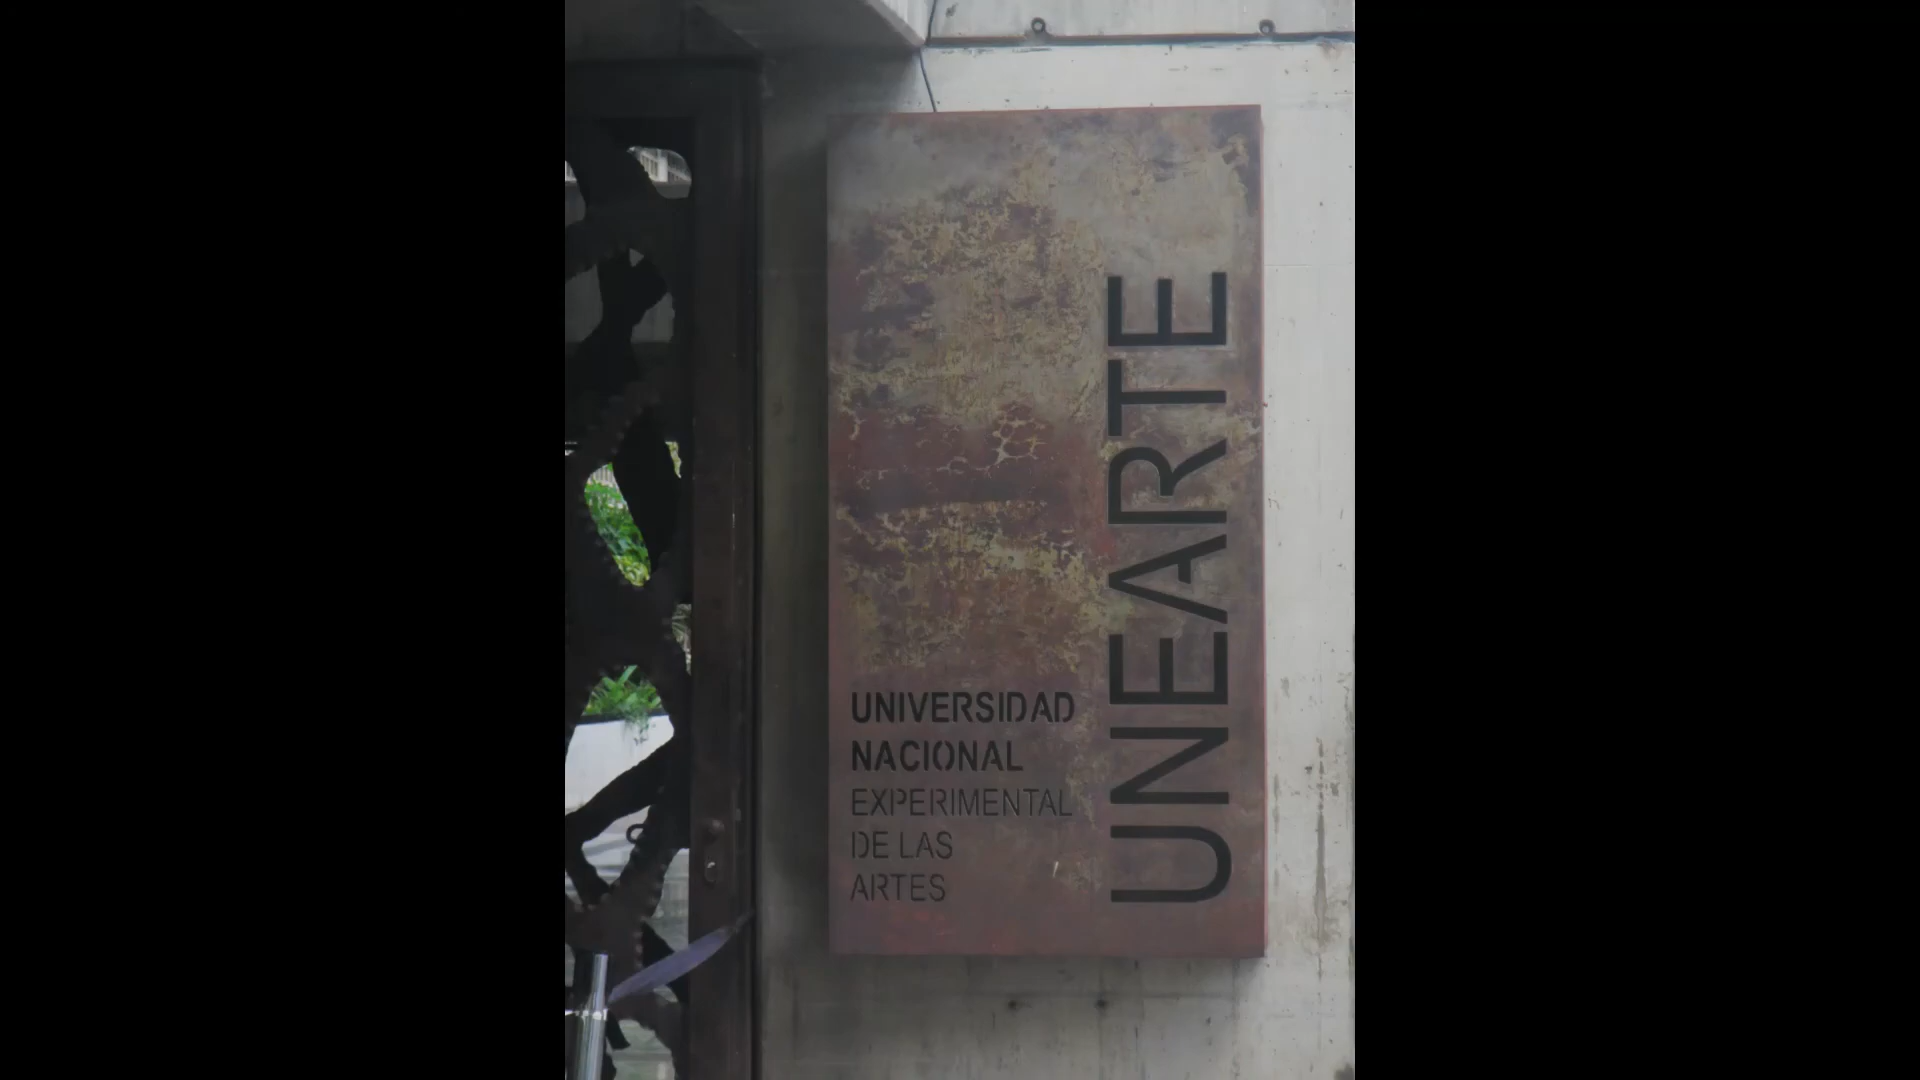 UNIVERSIDAD
NACIONAL
EXPERIMENTAL
DE LAS
ARTES
UNEARTE